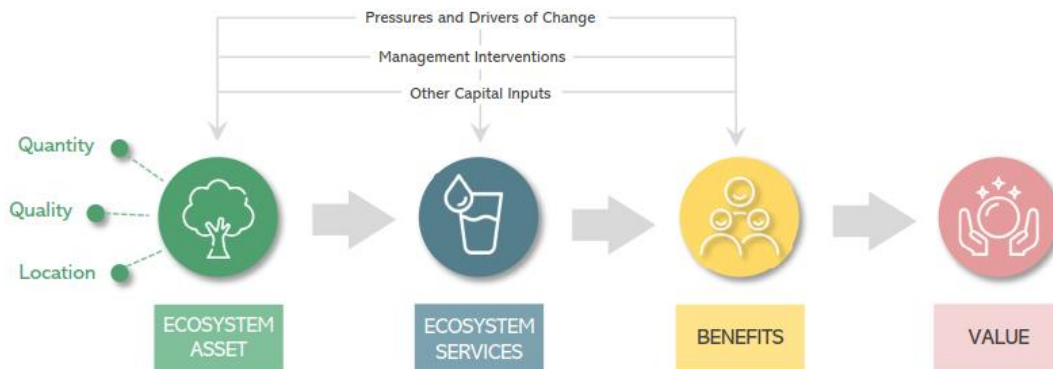 Pressures and Drivers of Change
Management Interventions
Other Capital Inputs
Quantity
Quality
Location
ECOSYSTEM
ASSET
ECOSYSTEM
SERVICES
BENEFITS
VALUE